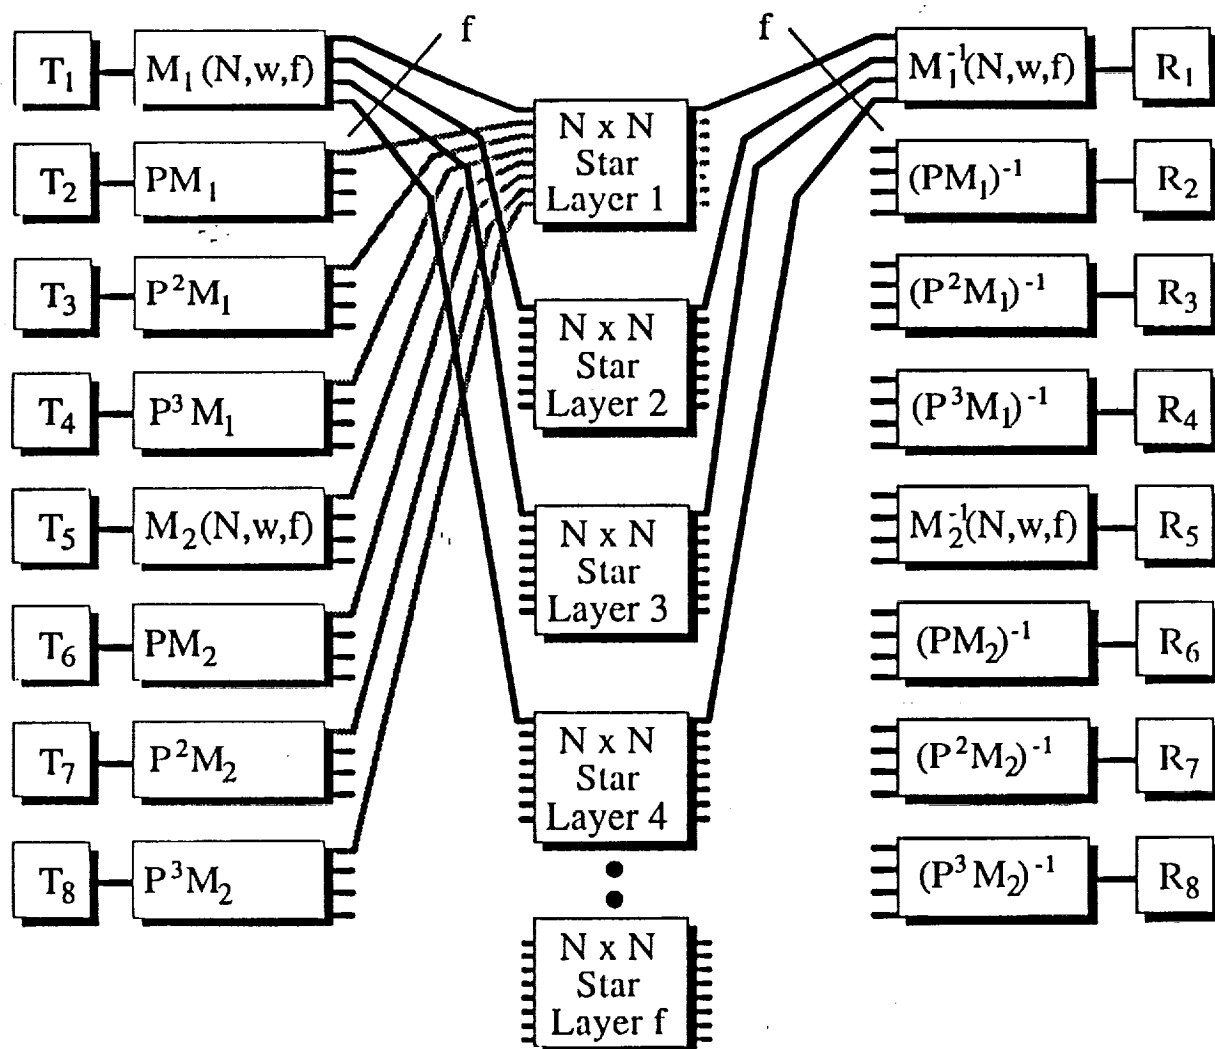 f
f
T₁
M₁(N,w,f)
T₂
PM₁
T₃
P²M₁
T₄
P³M₁
T₅
M₂(N,w,f)
T₆
PM₂
T₇
P²M₂
T₈
P³M₂
N x N
Star
Layer 1
N x N
Star
Layer 2
N x N
Star
Layer 3
N x N
Star
Layer 4
N x N
Star
Layer f
M₁⁻¹(N,w,f)
R₁
(PM₁)⁻¹
R₂
(P²M₁)⁻¹
R₃
(P³M₁)⁻¹
R₄
M₂⁻¹(N,w,f)
R₅
(PM₂)⁻¹
R₆
(P²M₂)⁻¹
R₇
(P³M₂)⁻¹
R₈